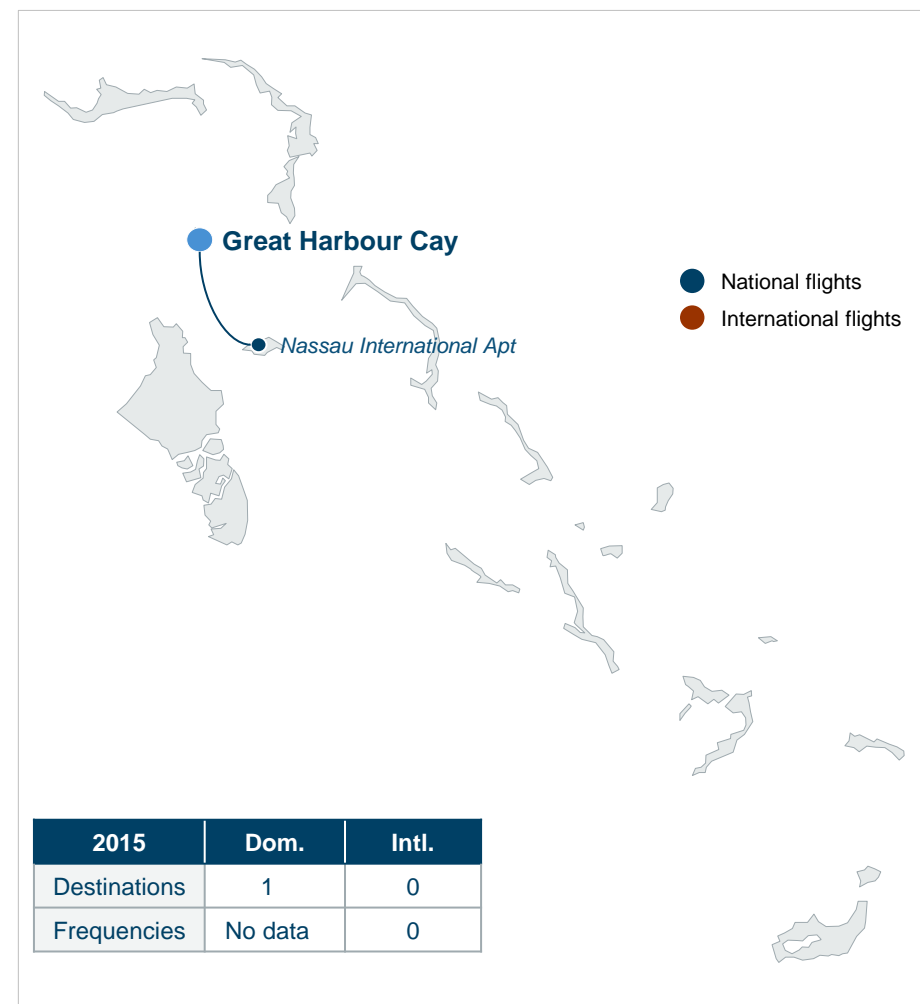 Great Harbour Cay
National flights
International flights
Nassau International Apt
2015 Dom. Intl.
Destinations 1 0
Frequencies No data 0